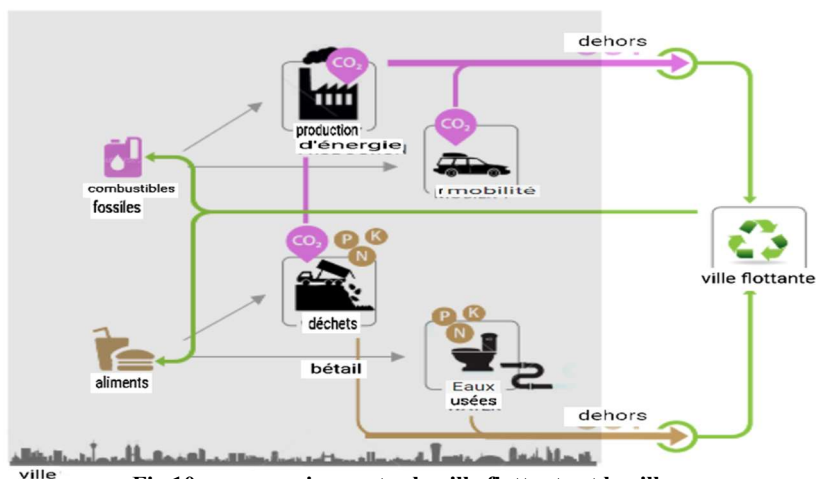 dehors
CO₂
production
d'énergie
CO₂
mobilité
combustibles
fossiles
CO₂
P
K
N
déchets
ville flottante
P
K
N
bétail
aliments
Eaux
usées
dehors
ville